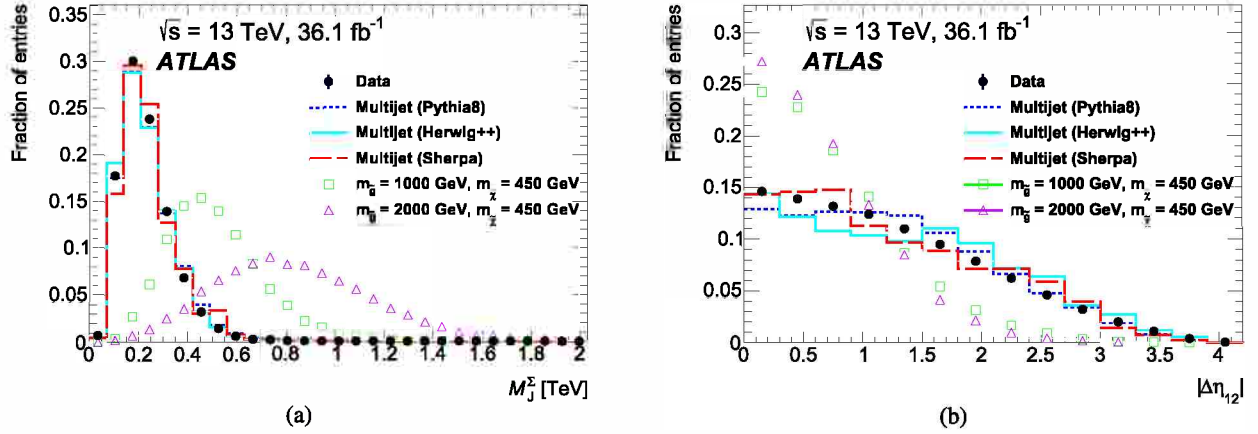 √s = 13 TeV, 36.1 fb⁻¹
ATLAS
Data
Multijet (Pythia8)
Multijet (Herwig++)
Multijet (Sherpa)
m_g̃ = 1000 GeV, m_χ̃ = 450 GeV
m_g̃ = 2000 GeV, m_χ̃ = 450 GeV
Fraction of entries
0.3
0.25
0.2
0.15
0.1
0.05
0
0 0.2 0.4 0.6 0.8 1 1.2 1.4 1.6 1.8 2
M_J^Σ [TeV]
(a)
√s = 13 TeV, 36.1 fb⁻¹
ATLAS
Data
Multijet (Pythia8)
Multijet (Herwig++)
Multijet (Sherpa)
m_g̃ = 1000 GeV, m_χ̃ = 450 GeV
m_g̃ = 2000 GeV, m_χ̃ = 450 GeV
Fraction of entries
0.3
0.25
0.2
0.15
0.1
0.05
0
0 0.5 1 1.5 2 2.5 3 3.5 4
|Δη₁₂|
(b)